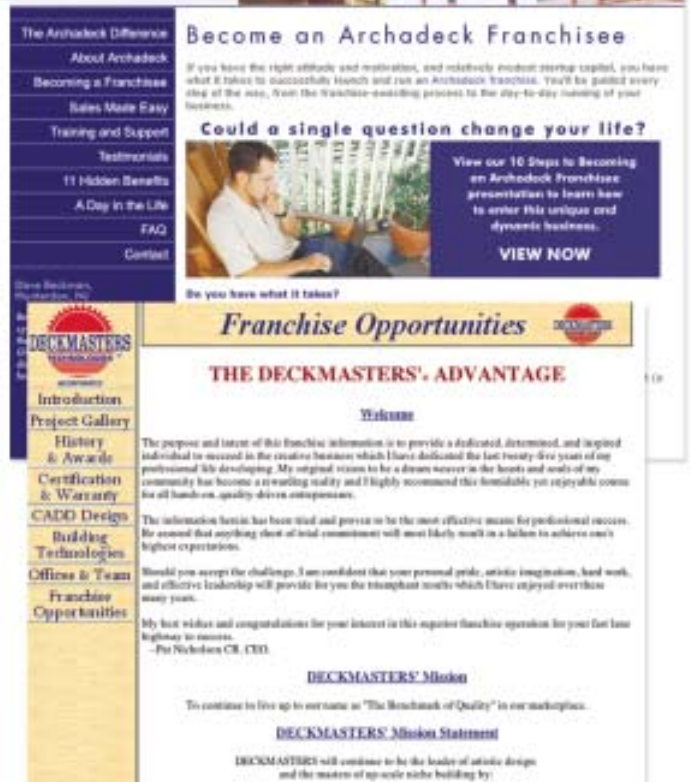 The Archadeck Difference
About Archadeck
Becoming a Franchisee
Sales Made Easy
Training and Support
Testimonials
11 Hidden Benefits
A Day in the Life
FAQ
Contact
Become an Archadeck Franchisee
If you have the right attitude and motivation, and relatively modest startup capital, you have
what it takes to successfully launch and run an Archadeck franchise. You'll be guided every
step of the way, from the franchise-awarding process to the day-to-day running of your
business.
Could a single question change your life?
View our 10 Steps to Becoming
an Archadeck Franchisee
presentation to learn how
to enter this unique and
dynamic business.
VIEW NOW
Steve Beckman,
Do you have what it takes?
DECKMASTERS
TECHNOLOGIES
Introduction
Project Gallery
History
& Awards
Certification
& Warranty
CADD Design
Building
Technologies
Offices & Team
Franchise
Opportunities
Franchise Opportunities
DECKMASTERS
THE DECKMASTERS' ADVANTAGE
Welcome
The purpose and intent of this franchise information is to provide a dedicated, determined, and inspired
individual to succeed in the creative business which I have dedicated the last twenty-five years of my
professional life developing. My original vision to be a dream weaver in the hearts and souls of my
community has become a rewarding reality and I highly recommend this formidable yet enjoyable course
for all hands-on, quality-driven entrepreneurs.
The information herein has been tried and proven to be the most effective means for professional success.
Be assured that anything short of total commitment will most likely result in a failure to achieve one's
highest expectations.
Should you accept the challenge, I am confident that your personal pride, artistic imagination, hard work,
and effective leadership will provide for you the triumphant results which I have enjoyed over these
many years.
My best wishes and congratulations for your interest in this superior franchise operation for your fast lane
highway to success.
-Pat Nicholson CR, CEO.
DECKMASTERS' Mission
To continue to live up to our name as "The Benchmark of Quality" in our marketplace.
DECKMASTERS' Mission Statement
DECKMASTERS will continue to be the leader of artistic design
and the masters of up-scale niche building by: